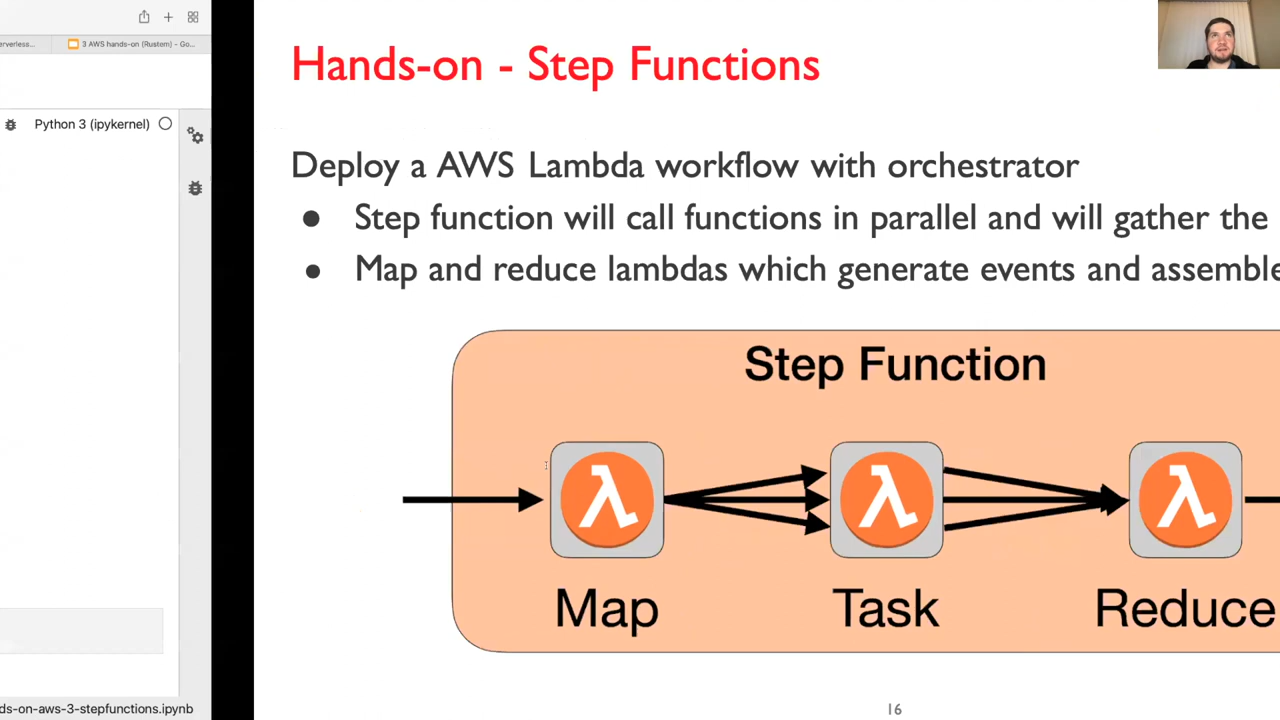 erverless...
3 AWS hands-on (Rustem) - Go...
Python 3 (ipykernel)
ds-on-aws-3-stepfunctions.ipynb
Hands-on - Step Functions
Deploy a AWS Lambda workflow with orchestrator
● Step function will call functions in parallel and will gather the
● Map and reduce lambdas which generate events and assemble
Step Function
λ λ λ
Map Task Reduce
16